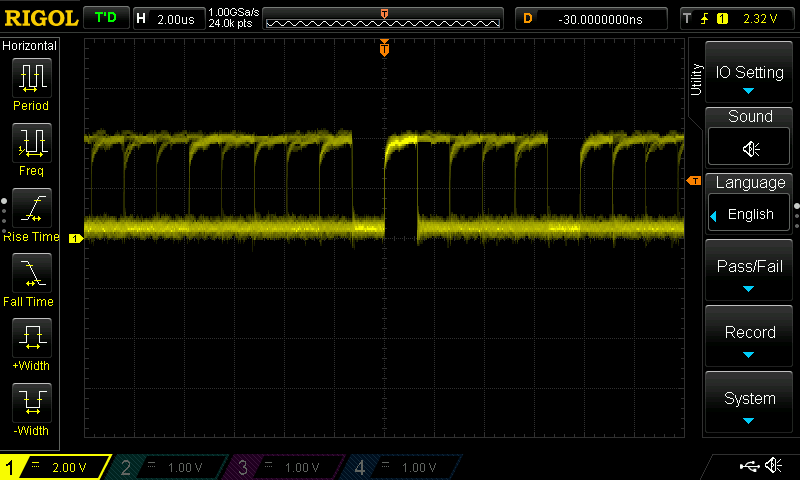 RIGOL T'D H 2.00us 1.00GSa/s 24.0k pts T D -30.0000000ns T 1 2.32 V
Horizontal
Period
Freq
Rise Time
Fall Time
+Width
-Width
T
T
1
Utility
IO Setting
Sound
Language
English
Pass/Fail
Record
System
1 2.00 V 2 1.00 V 3 1.00 V 4 1.00 V